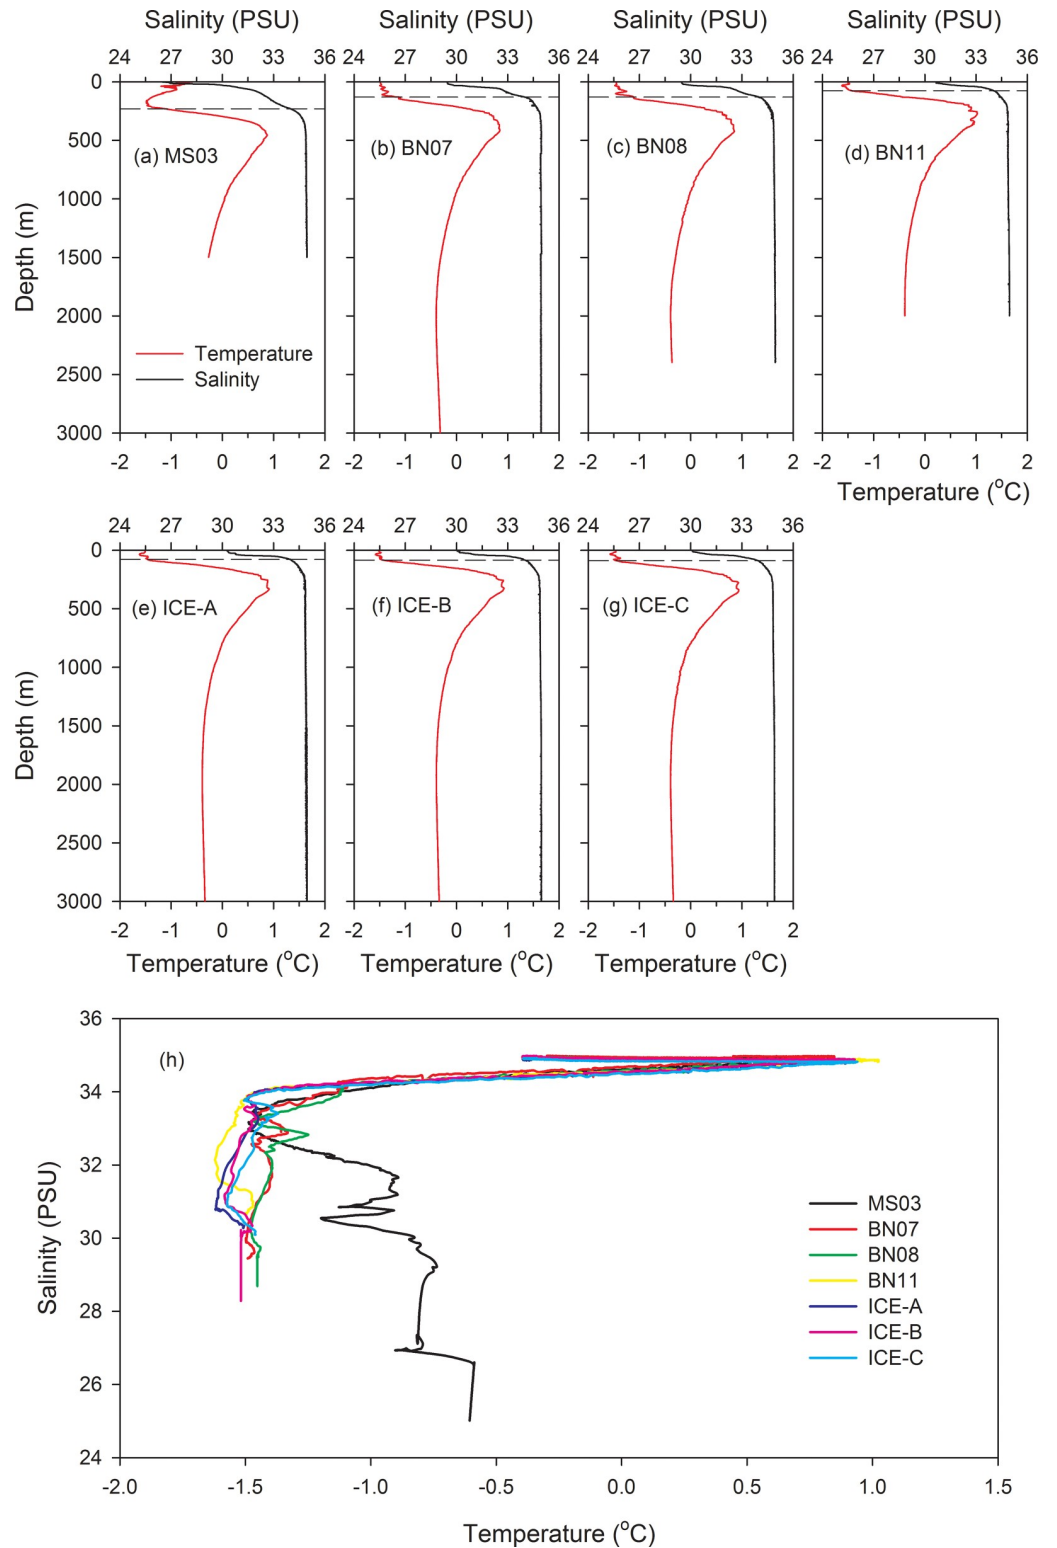 Salinity (PSU) Salinity (PSU) Salinity (PSU) Salinity (PSU)
24 27 30 33 36 24 27 30 33 36 24 27 30 33 36 24 27 30 33 36
0
500
(a) MS03 (b) BN07 (c) BN08 (d) BN11
1000
Depth (m)
1500
2000
Temperature
Salinity
2500
3000
-2 -1 0 1 2 -2 -1 0 1 2 -2 -1 0 1 2 -2 -1 0 1 2
Temperature (°C)
24 27 30 33 36 24 27 30 33 36 24 27 30 33 36
0
500
(e) ICE-A (f) ICE-B (g) ICE-C
1000
Depth (m)
1500
2000
2500
3000
-2 -1 0 1 2 -2 -1 0 1 2 -2 -1 0 1 2
Temperature (°C) Temperature (°C) Temperature (°C)
36
(h)
34
32
Salinity (PSU)
30
28
26
24
MS03
BN07
BN08
BN11
ICE-A
ICE-B
ICE-C
-2.0 -1.5 -1.0 -0.5 0.0 0.5 1.0 1.5
Temperature (°C)